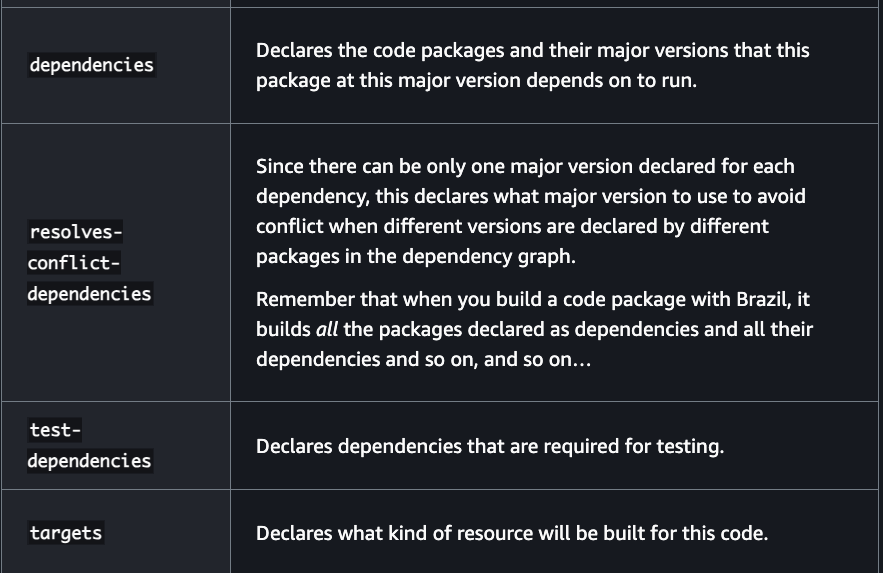 dependencies
Declares the code packages and their major versions that this
package at this major version depends on to run.
resolves-
conflict-
dependencies
Since there can be only one major version declared for each
dependency, this declares what major version to use to avoid
conflict when different versions are declared by different
packages in the dependency graph.
Remember that when you build a code package with Brazil, it
builds all the packages declared as dependencies and all their
dependencies and so on, and so on…
test-
dependencies
Declares dependencies that are required for testing.
targets
Declares what kind of resource will be built for this code.